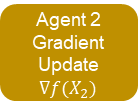 Agent 2
Gradient
Update
∇f(X₂)